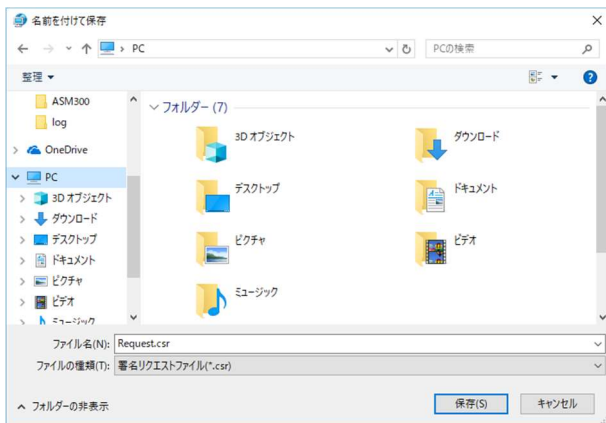 名前を付けて保存
PC
PCの検索
整理
ASM300
log
OneDrive
PC
3D オブジェクト
ダウンロード
デスクトップ
ドキュメント
ピクチャ
ビデオ
ミュージック
フォルダー (7)
3D オブジェクト
ダウンロード
デスクトップ
ドキュメント
ピクチャ
ビデオ
ミュージック
ファイル名(N): Request.csr
ファイルの種類(T): 署名リクエストファイル(*.csr)
フォルダーの非表示
保存(S)
キャンセル